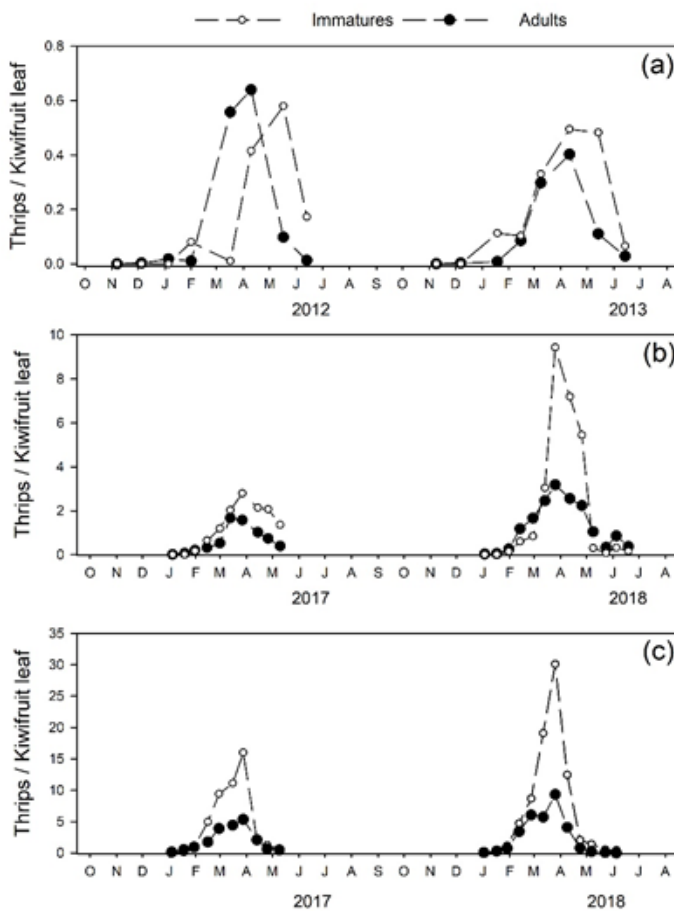 Immatures Adults
(a)
Thrips / Kiwifruit leaf
0.8
0.6
0.4
0.2
0.0
O N D J F M A M J J A S O N D J F M A M J J A
2012 2013
(b)
Thrips / Kiwifruit leaf
10
8
6
4
2
0
O N D J F M A M J J A S O N D J F M A M J J A
2017 2018
(c)
Thrips / Kiwifruit leaf
35
30
25
20
15
10
5
0
O N D J F M A M J J A S O N D J F M A M J J A
2017 2018